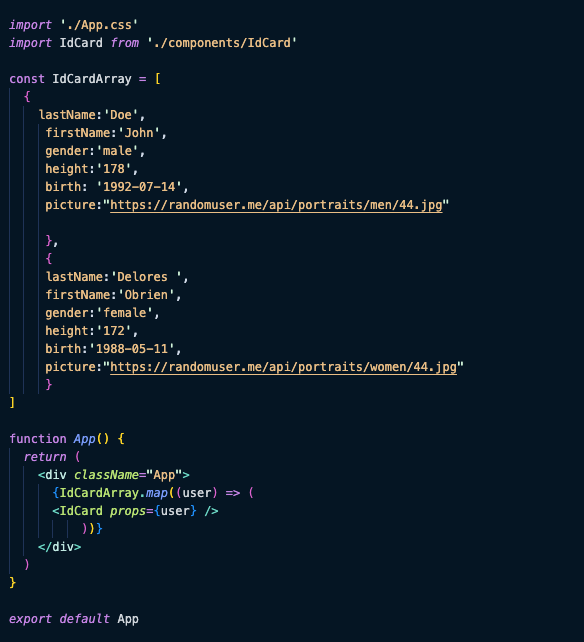 import './App.css'
import IdCard from './components/IdCard'
const IdCardArray = [
{
lastName:'Doe',
firstName:'John',
gender:'male',
height:'178',
birth: '1992-07-14',
picture:"https://randomuser.me/api/portraits/men/44.jpg"
},
{
lastName:'Delores ',
firstName:'Obrien',
gender:'female',
height:'172',
birth:'1988-05-11',
picture:"https://randomuser.me/api/portraits/women/44.jpg"
}
]
function App() {
return (
<div className="App">
{IdCardArray.map((user) => (
<IdCard props={user} />
))}
</div>
)
}
export default App